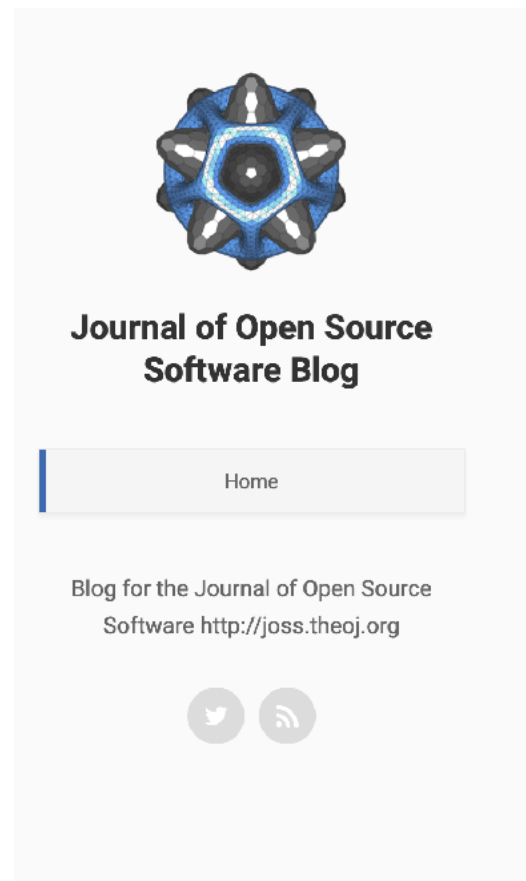 Journal of Open Source
Software Blog
Home
Blog for the Journal of Open Source
Software http://joss.theoj.org